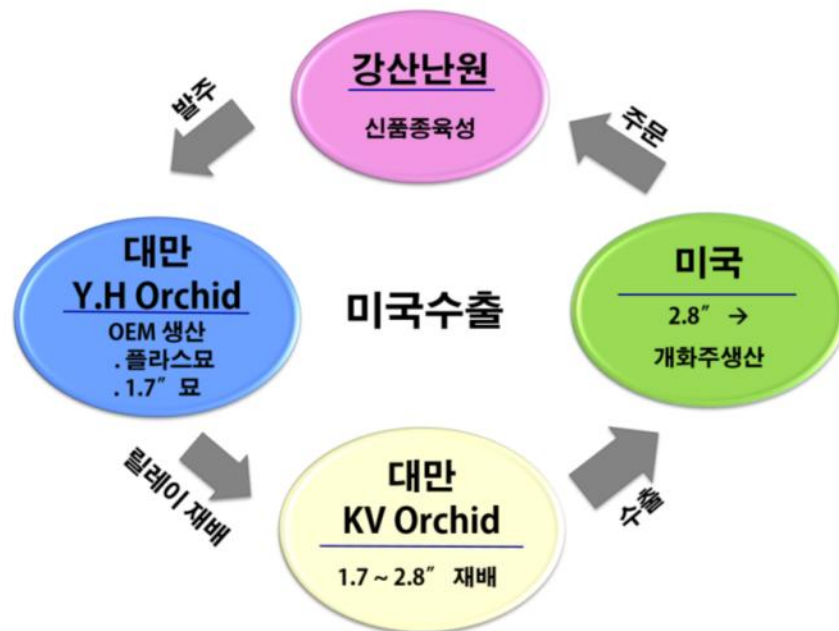 강산난원
신품종육성
발주
주문
대만
Y.H Orchid
OEM 생산
. 플라스묘
. 1.7″ 묘
미국수출
미국
2.8″ →
개화주생산
릴레이 재배
대만
KV Orchid
1.7 ~ 2.8″ 재배
수출